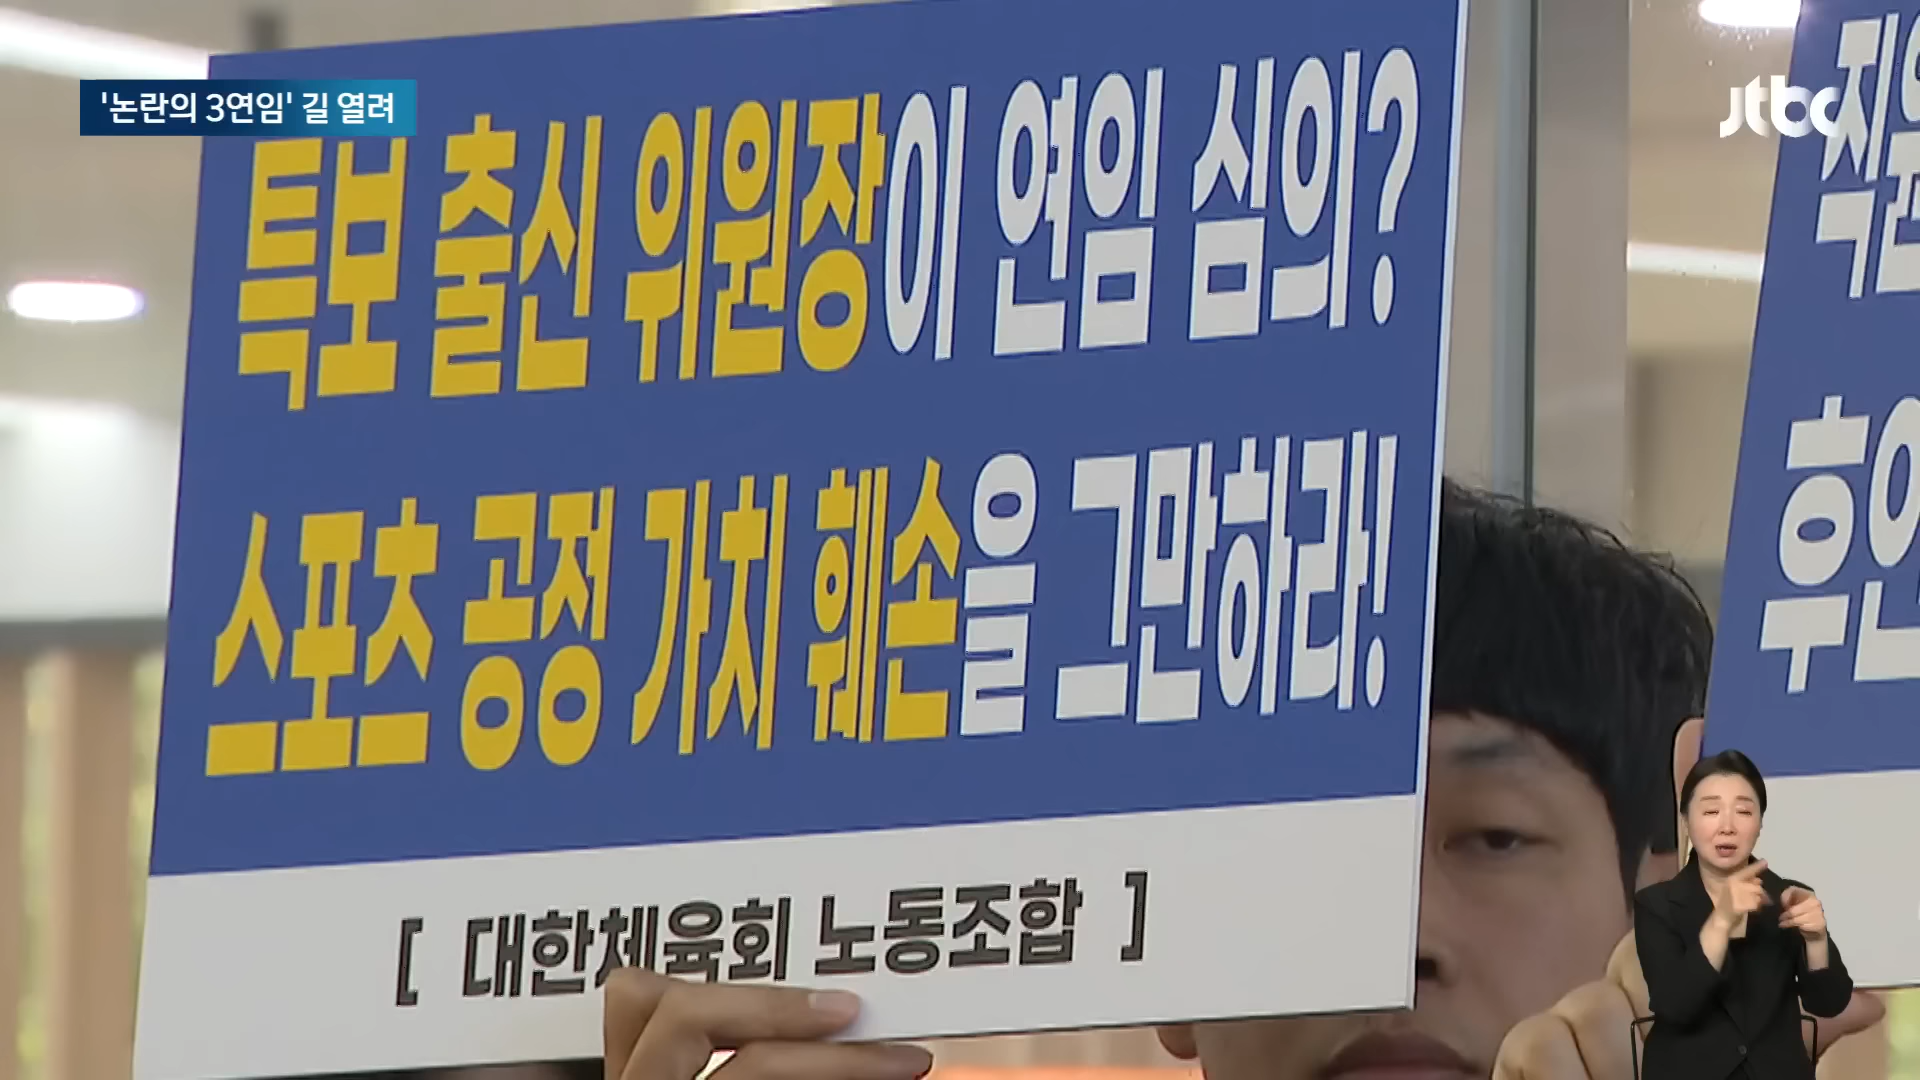 '논란의 3연임' 길 열려
jtbc
특보 출신 위원장이 연임 심의?
스포츠 공정 가치 훼손을 그만하라!
[ 대한체육회 노동조합 ]